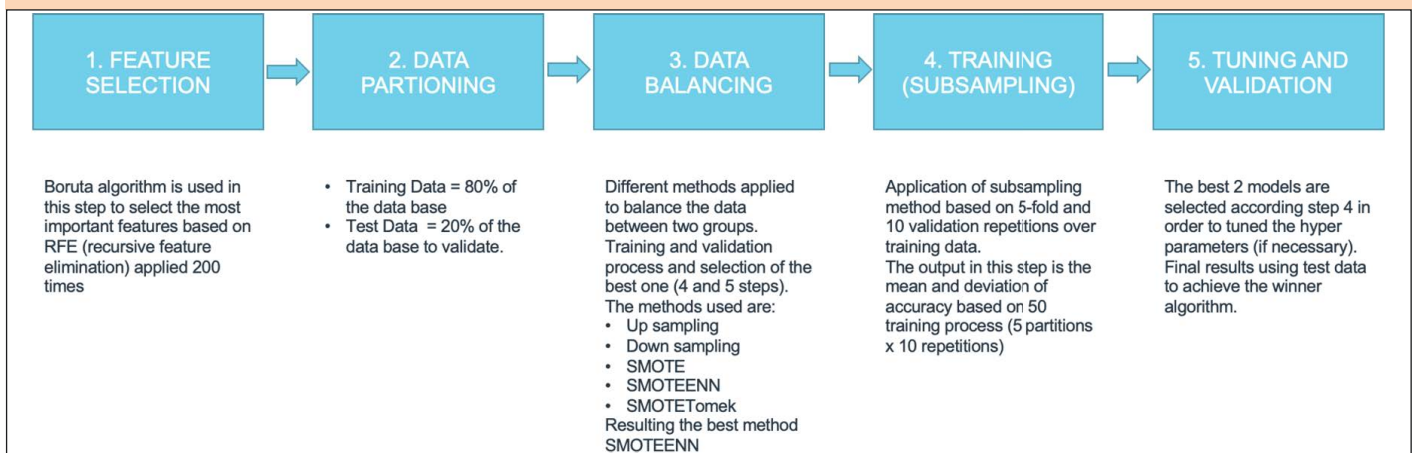 1. FEATURE
SELECTION
2. DATA
PARTIONING
3. DATA
BALANCING
4. TRAINING
(SUBSAMPLING)
5. TUNING AND
VALIDATION
Boruta algorithm is used in
this step to select the most
important features based on
RFE (recursive feature
elimination) applied 200
times
• Training Data = 80% of
the data base
• Test Data = 20% of the
data base to validate.
Different methods applied
to balance the data
between two groups.
Training and validation
process and selection of the
best one (4 and 5 steps).
The methods used are:
• Up sampling
• Down sampling
• SMOTE
• SMOTEENN
• SMOTETomek
Resulting the best method
SMOTEENN
Application of subsampling
method based on 5-fold and
10 validation repetitions over
training data.
The output in this step is the
mean and deviation of
accuracy based on 50
training process (5 partitions
x 10 repetitions)
The best 2 models are
selected according step 4 in
order to tuned the hyper
parameters (if necessary).
Final results using test data
to achieve the winner
algorithm.